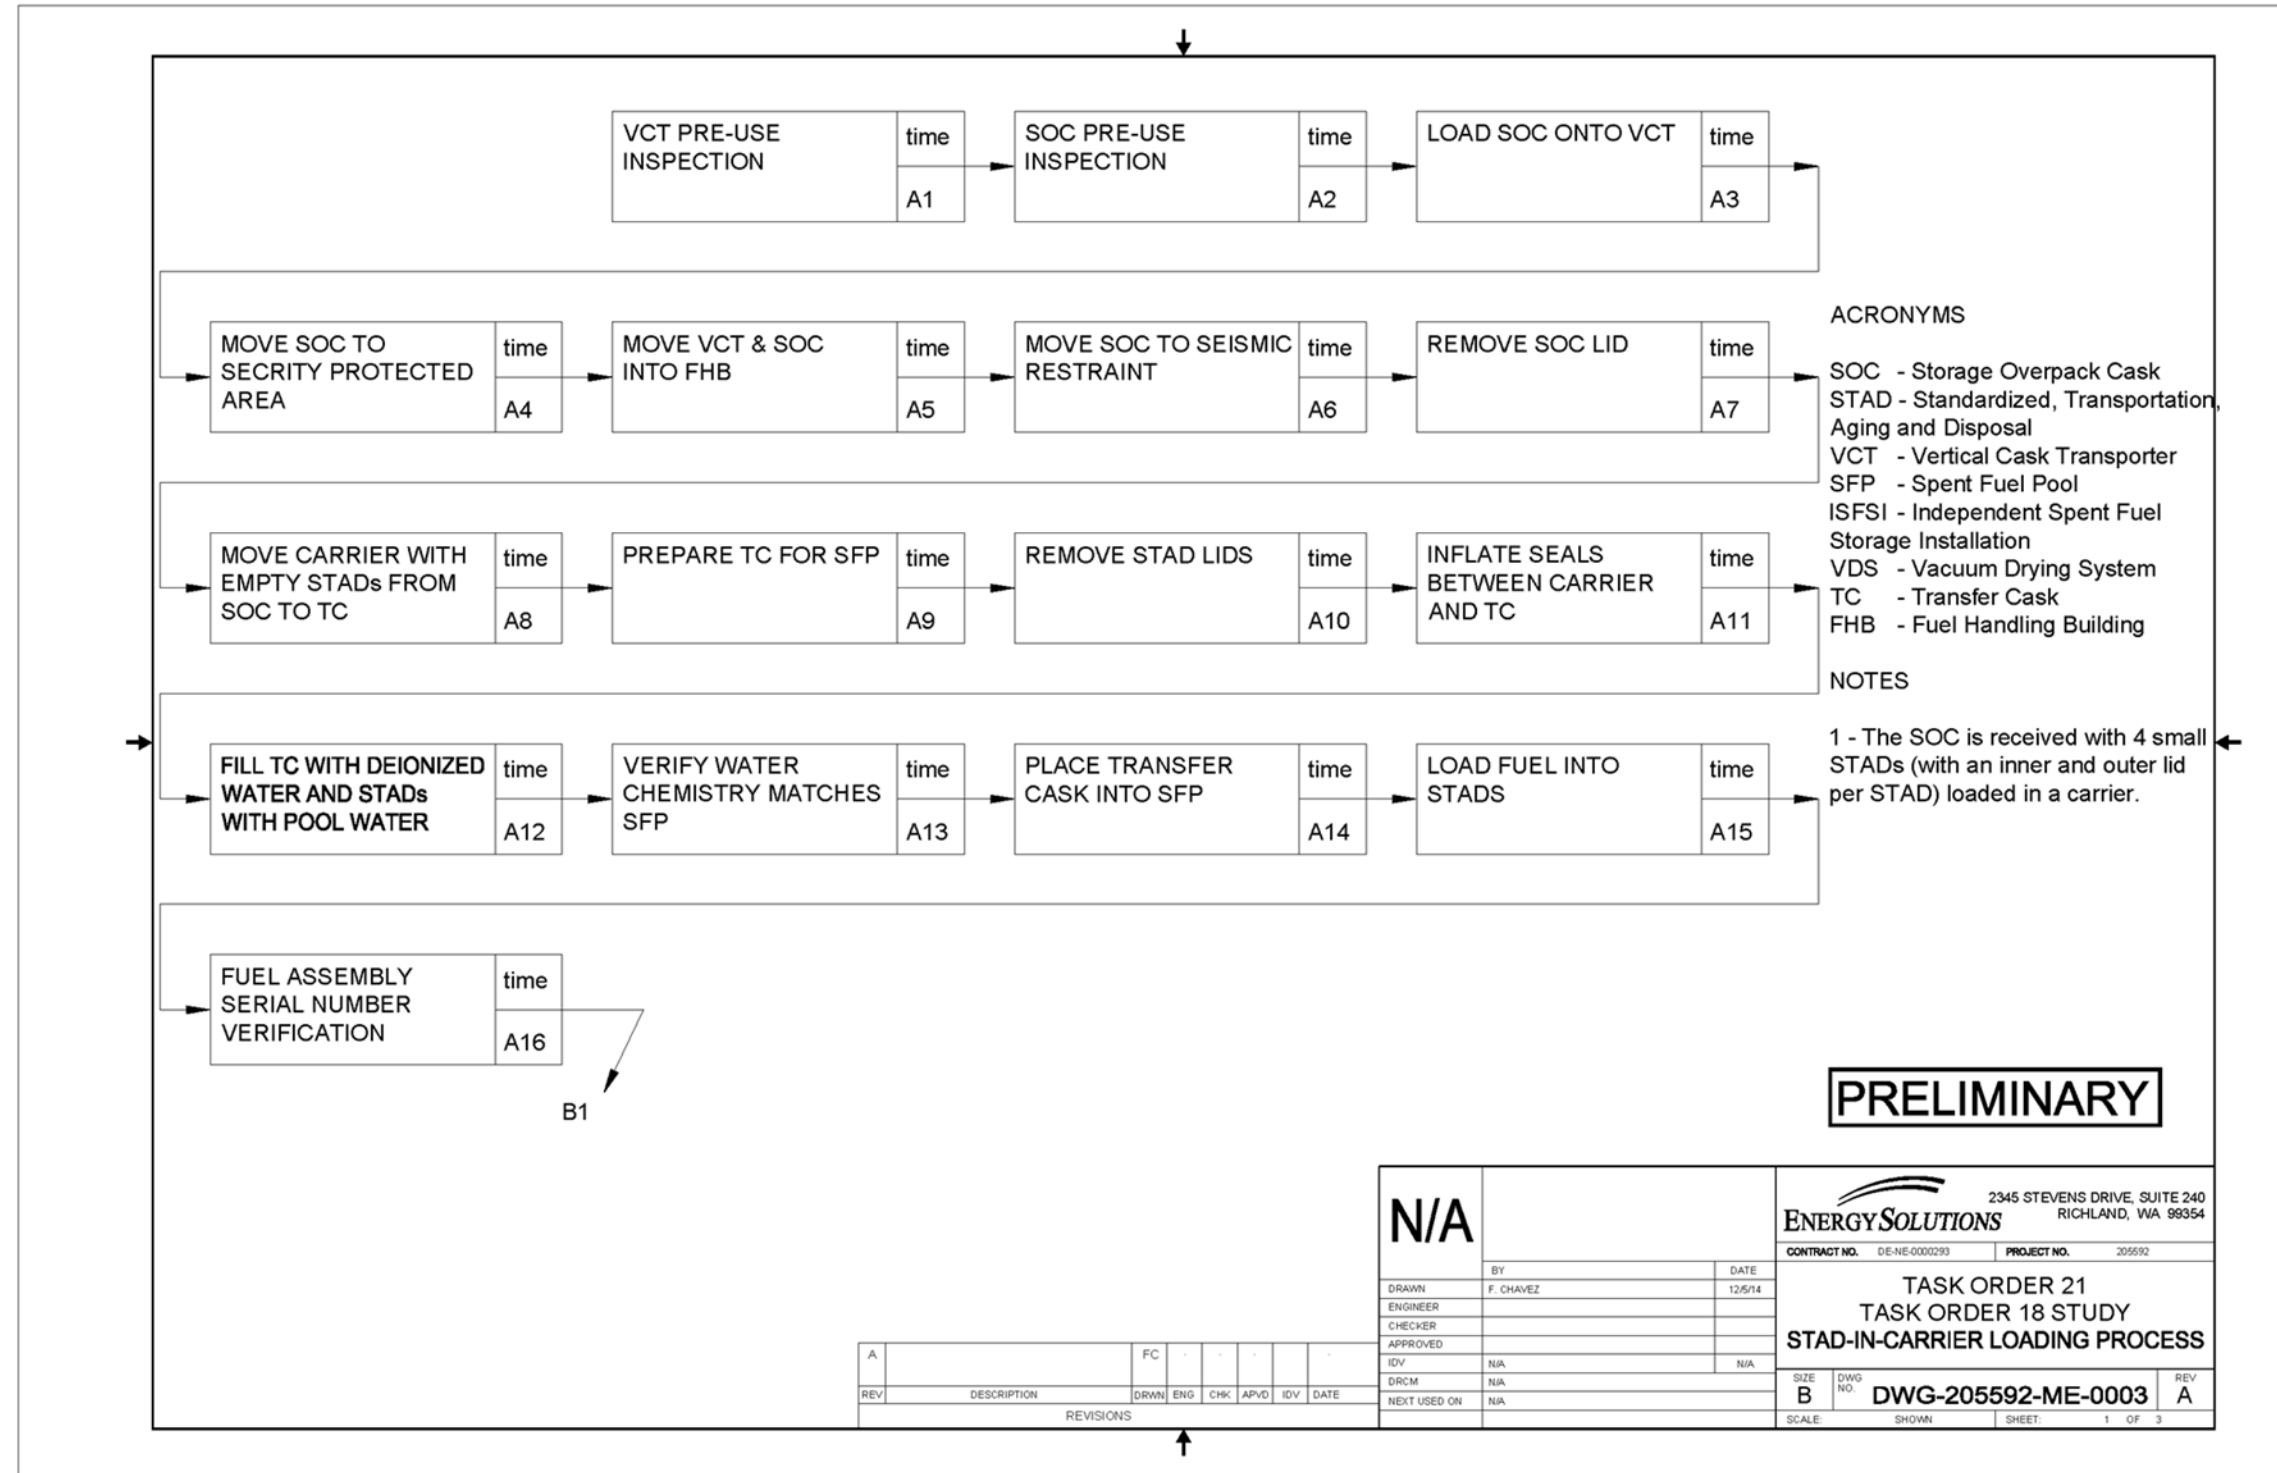 VCT PRE-USE
INSPECTION
time
A1
SOC PRE-USE
INSPECTION
time
A2
LOAD SOC ONTO VCT
time
A3
MOVE SOC TO
SECRITY PROTECTED
AREA
time
A4
MOVE VCT & SOC
INTO FHB
time
A5
MOVE SOC TO SEISMIC
RESTRAINT
time
A6
REMOVE SOC LID
time
A7
MOVE CARRIER WITH
EMPTY STADs FROM
SOC TO TC
time
A8
PREPARE TC FOR SFP
time
A9
REMOVE STAD LIDS
time
A10
INFLATE SEALS
BETWEEN CARRIER
AND TC
time
A11
FILL TC WITH DEIONIZED
WATER AND STADs
WITH POOL WATER
time
A12
VERIFY WATER
CHEMISTRY MATCHES
SFP
time
A13
PLACE TRANSFER
CASK INTO SFP
time
A14
LOAD FUEL INTO
STADS
time
A15
FUEL ASSEMBLY
SERIAL NUMBER
VERIFICATION
time
A16
B1
ACRONYMS
SOC - Storage Overpack Cask
STAD - Standardized, Transportation,
Aging and Disposal
VCT - Vertical Cask Transporter
SFP - Spent Fuel Pool
ISFSI - Independent Spent Fuel
Storage Installation
VDS - Vacuum Drying System
TC - Transfer Cask
FHB - Fuel Handling Building
NOTES
1 - The SOC is received with 4 small
STADs (with an inner and outer lid
per STAD) loaded in a carrier.
PRELIMINARY
N/A
BY DATE
DRAWN F. CHAVEZ 12/5/14
ENGINEER
CHECKER
APPROVED
IDV N/A N/A
DRCM N/A
NEXT USED ON N/A
ENERGYSOLUTIONS
2345 STEVENS DRIVE, SUITE 240
RICHLAND, WA 99354
CONTRACT NO. DE-NE-0000293 PROJECT NO. 205592
TASK ORDER 21
TASK ORDER 18 STUDY
STAD-IN-CARRIER LOADING PROCESS
SIZE B
DWG NO. DWG-205592-ME-0003
REV A
SCALE: SHOWN SHEET: 1 OF 3
A FC - - - -
REV DESCRIPTION DRWN ENG CHK APVD IDV DATE
REVISIONS